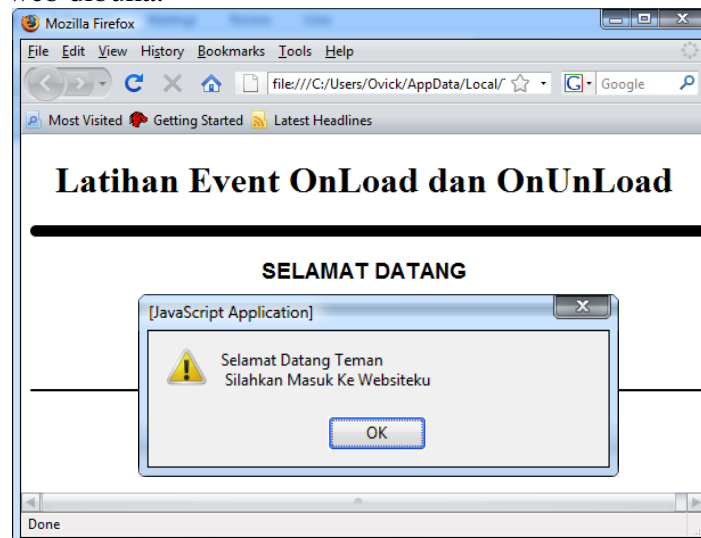 web dibuka.
Mozilla Firefox
File Edit View History Bookmarks Tools Help
file:///C:/Users/Ovick/AppData/Local/ G Google
Most Visited Getting Started Latest Headlines
Latihan Event OnLoad dan OnUnLoad
SELAMAT DATANG
[JavaScript Application]
Selamat Datang Teman
Silahkan Masuk Ke Websiteku
OK
Done